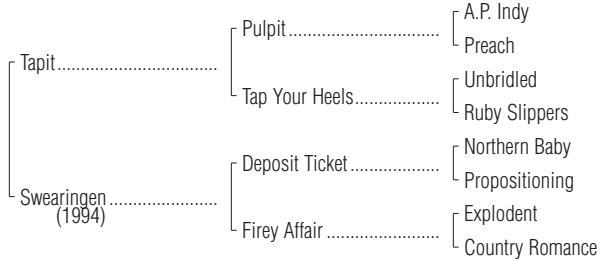 A.P. Indy
Pulpit
Preach
Tapit
Unbridled
Tap Your Heels
Ruby Slippers
Northern Baby
Deposit Ticket
Propositioning
Swearingen
(1994)
Explodent
Firey Affair
Country Romance